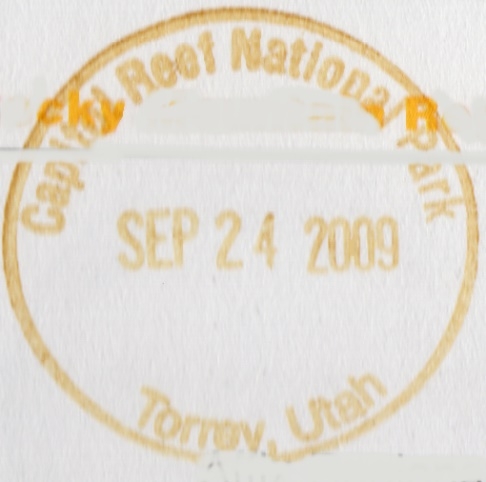 Capitol Reef National Park
SEP 24 2009
Torrey, Utah